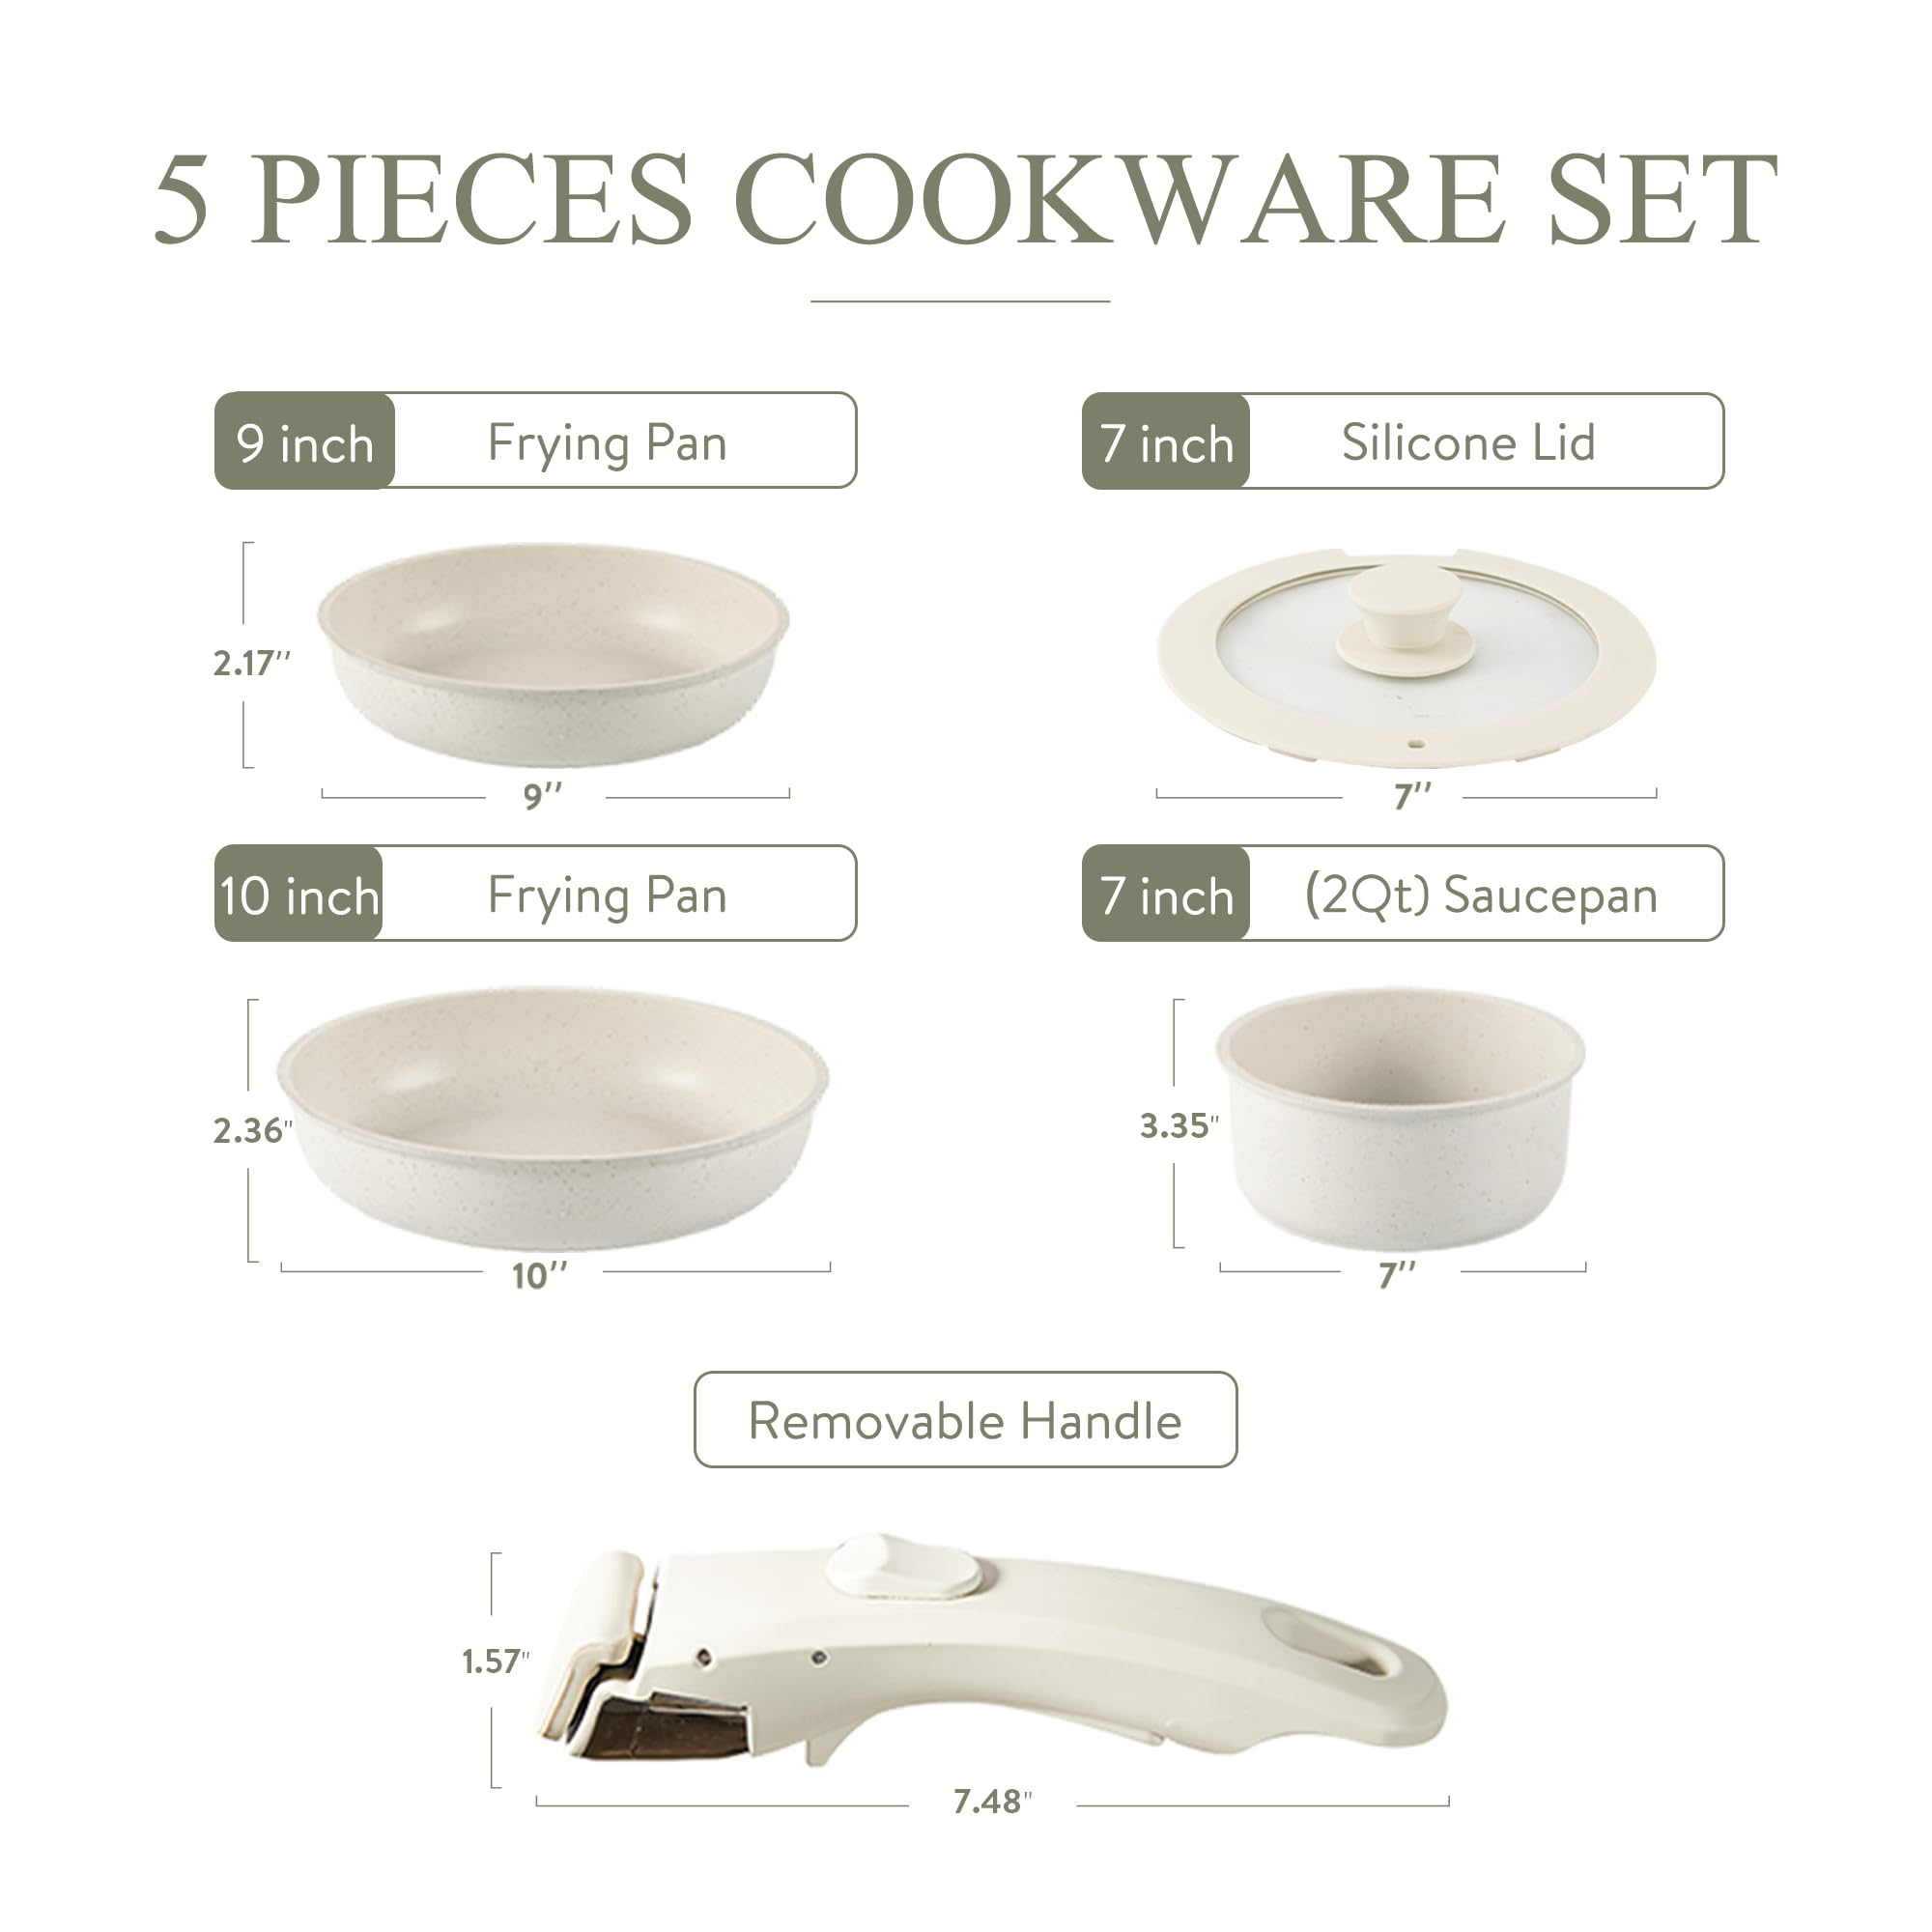 5 PIECES COOKWARE SET
9 inch Frying Pan
7 inch Silicone Lid
2.17''
9''
7''
10 inch Frying Pan
7 inch (2Qt) Saucepan
2.36"
3.35"
10''
7''
Removable Handle
1.57"
7.48"